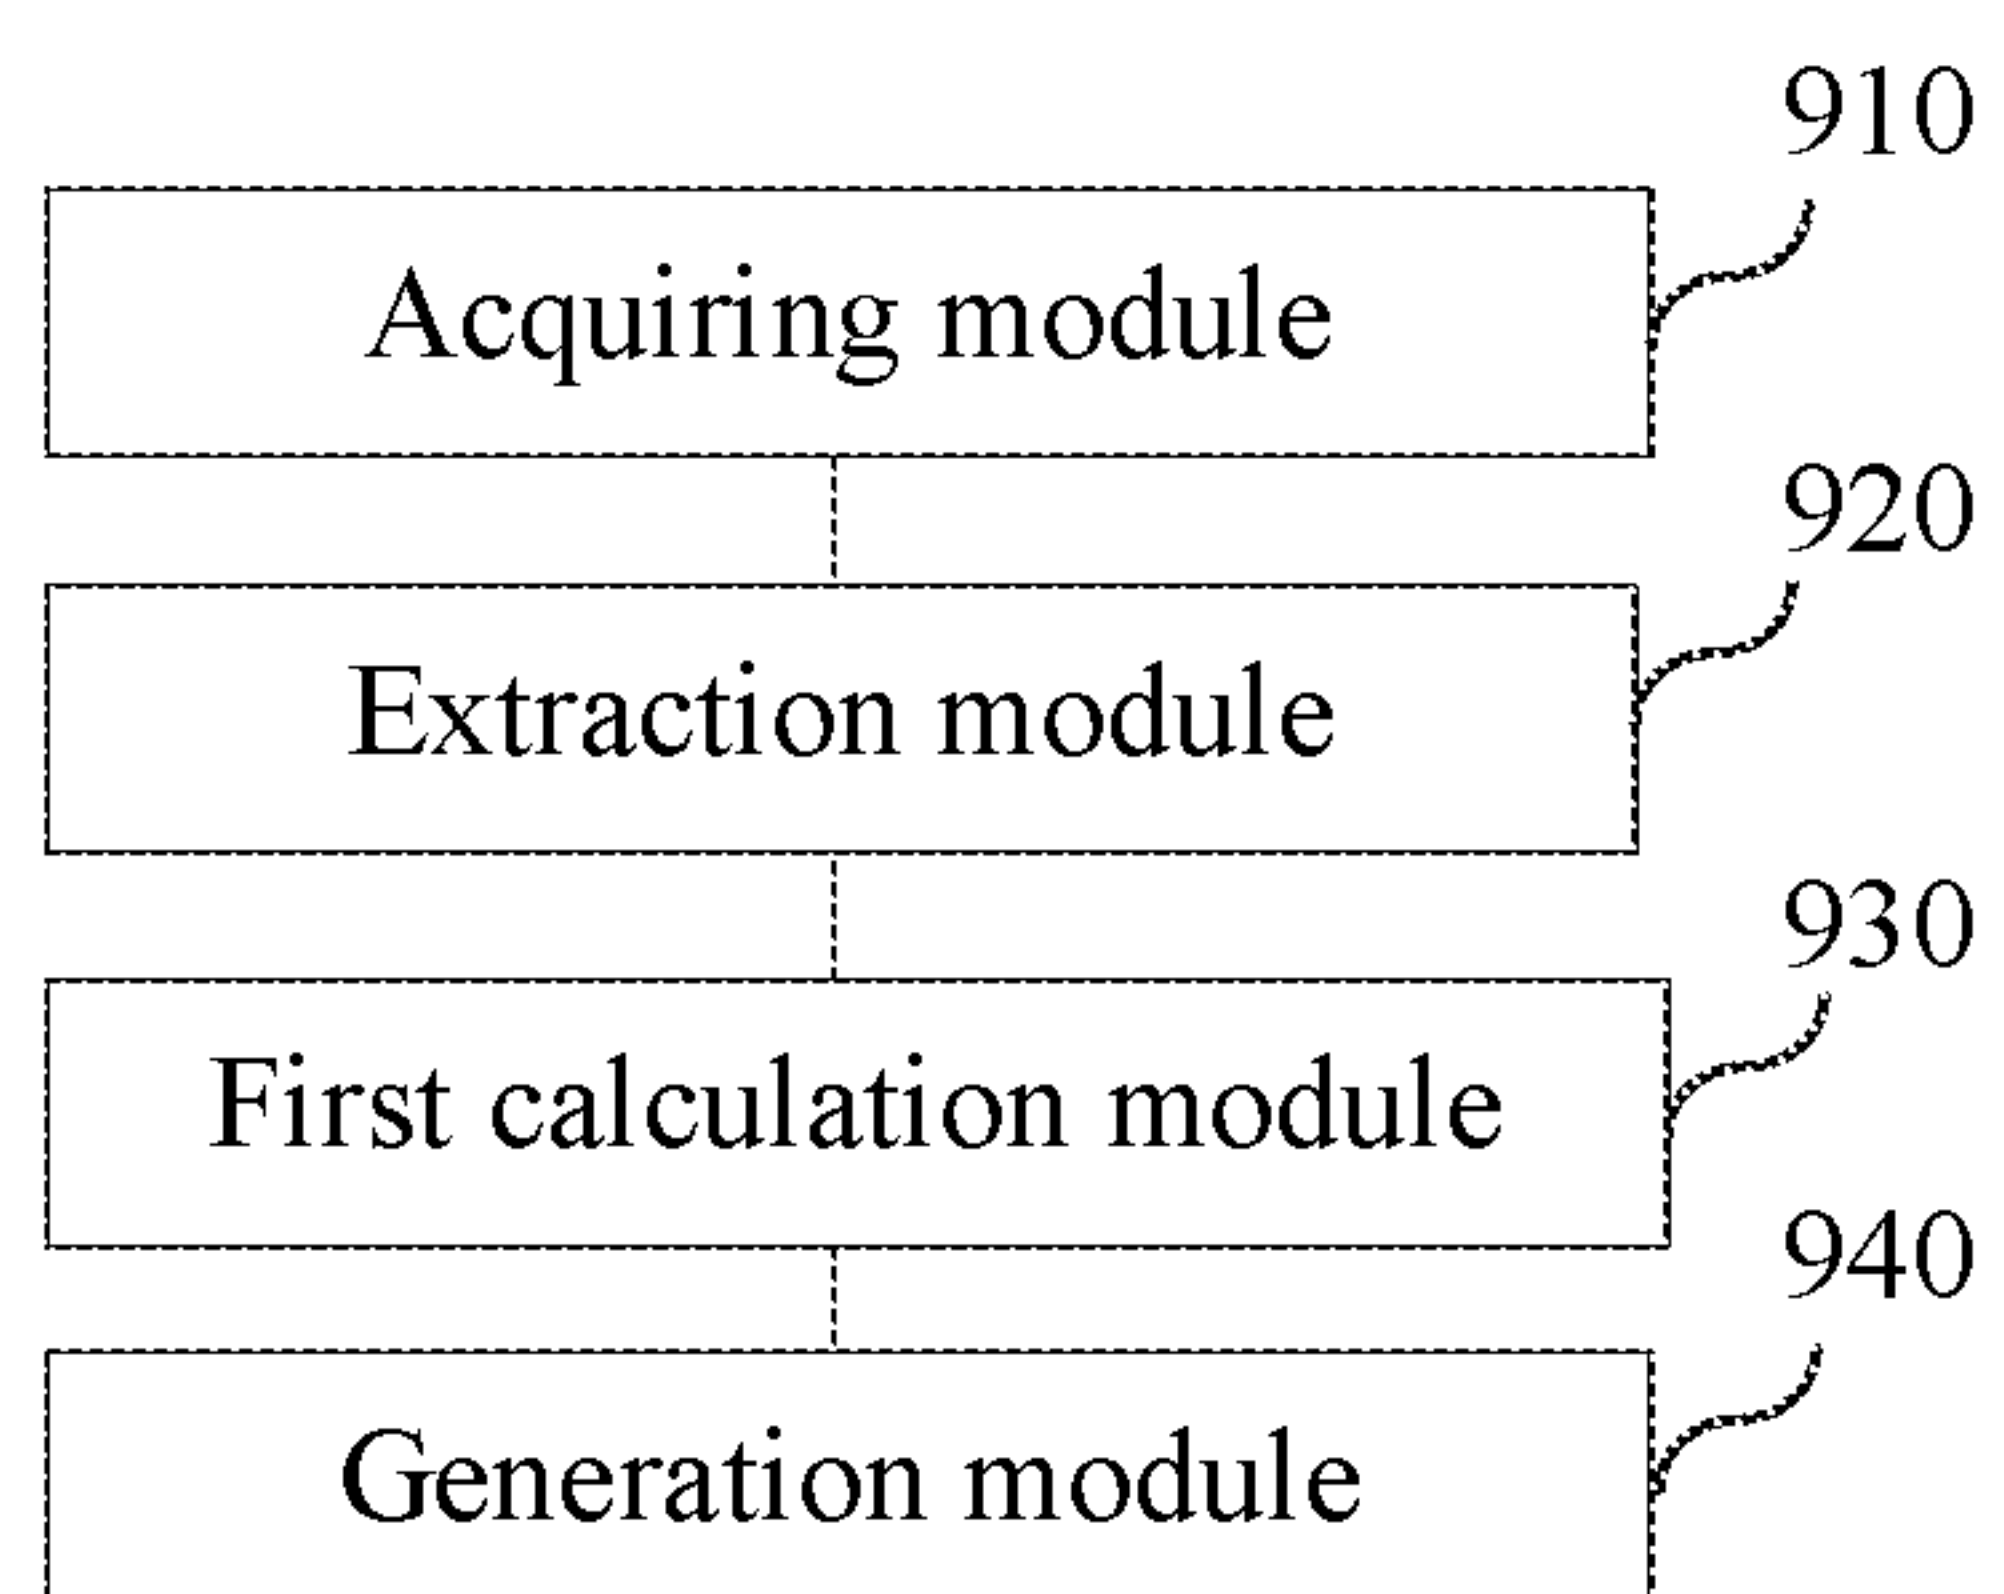 910
Acquiring module
920
Extraction module
930
First calculation module
940
Generation module